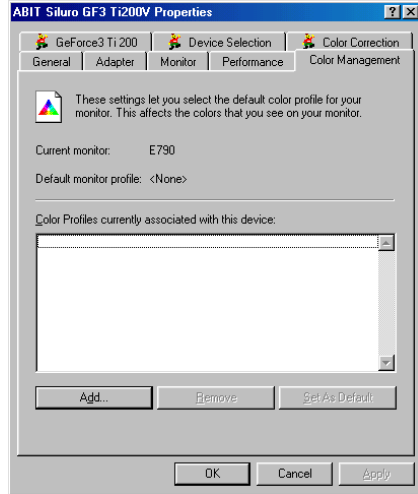 ABIT Siluro GF3 Ti200V Properties
GeForce3 Ti 200 Device Selection Color Correction
General Adapter Monitor Performance Color Management
These settings let you select the default color profile for your
monitor. This affects the colors that you see on your monitor.
Current monitor: E790
Default monitor profile: <None>
Color Profiles currently associated with this device:
Add... Remove Set As Default
OK Cancel Apply